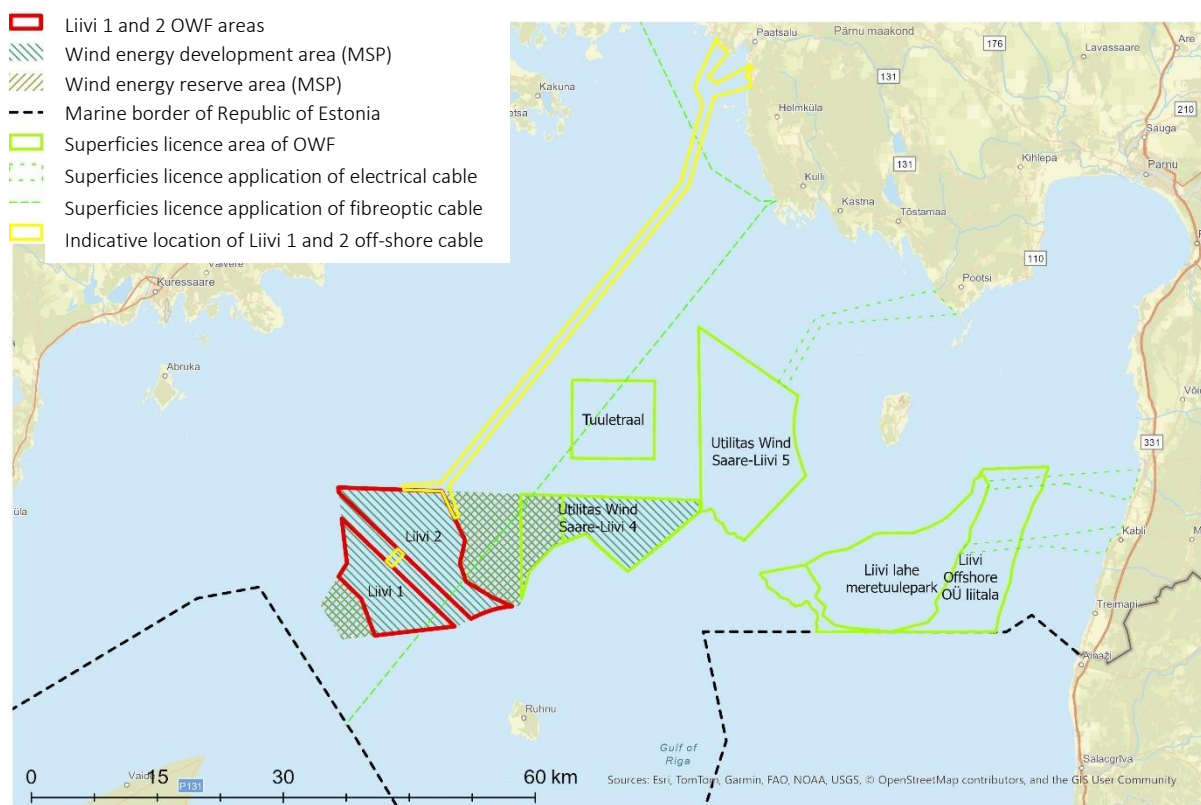 Liivi 1 and 2 OWF areas
Wind energy development area (MSP)
Wind energy reserve area (MSP)
Marine border of Republic of Estonia
Superficies licence area of OWF
Superficies licence application of electrical cable
Superficies licence application of fibreoptic cable
Indicative location of Liivi 1 and 2 off-shore cable
Paatsalu
Pärnu maakond
176
Are
Lavassaare
131
Kakuna
Helmküla
210
Sauga
Kihlepa
131
Parnu
Kulli
Kastna
Tõstamaa
110
Valvere
Kuressaare
Pootsi
Abruka
Tuuletraal
Utilitas Wind
Saare-Liivi 5
331
Utilitas Wind
Saare-Liivi 4
Liivi 2
Kabli
Liivi 1
Liivi lahe
meretuulepark
Liivi
Offshore
OÜ liitala
Treimani
Ainaži
Ruhnu
Gulf of
Riga
Salacgrīva
P131
0
15
30
60 km
Sources: Esri, TomTom, Garmin, FAO, NOAA, USGS, © OpenStreetMap contributors, and the GIS User Community